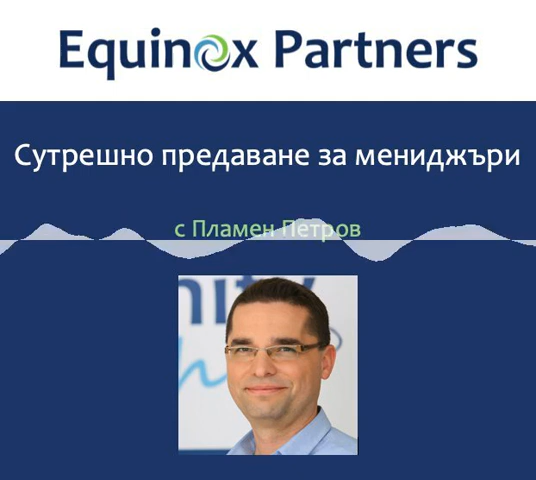 Equinox Partners
Сутрешно предаване за мениджъри
с Пламен Петров